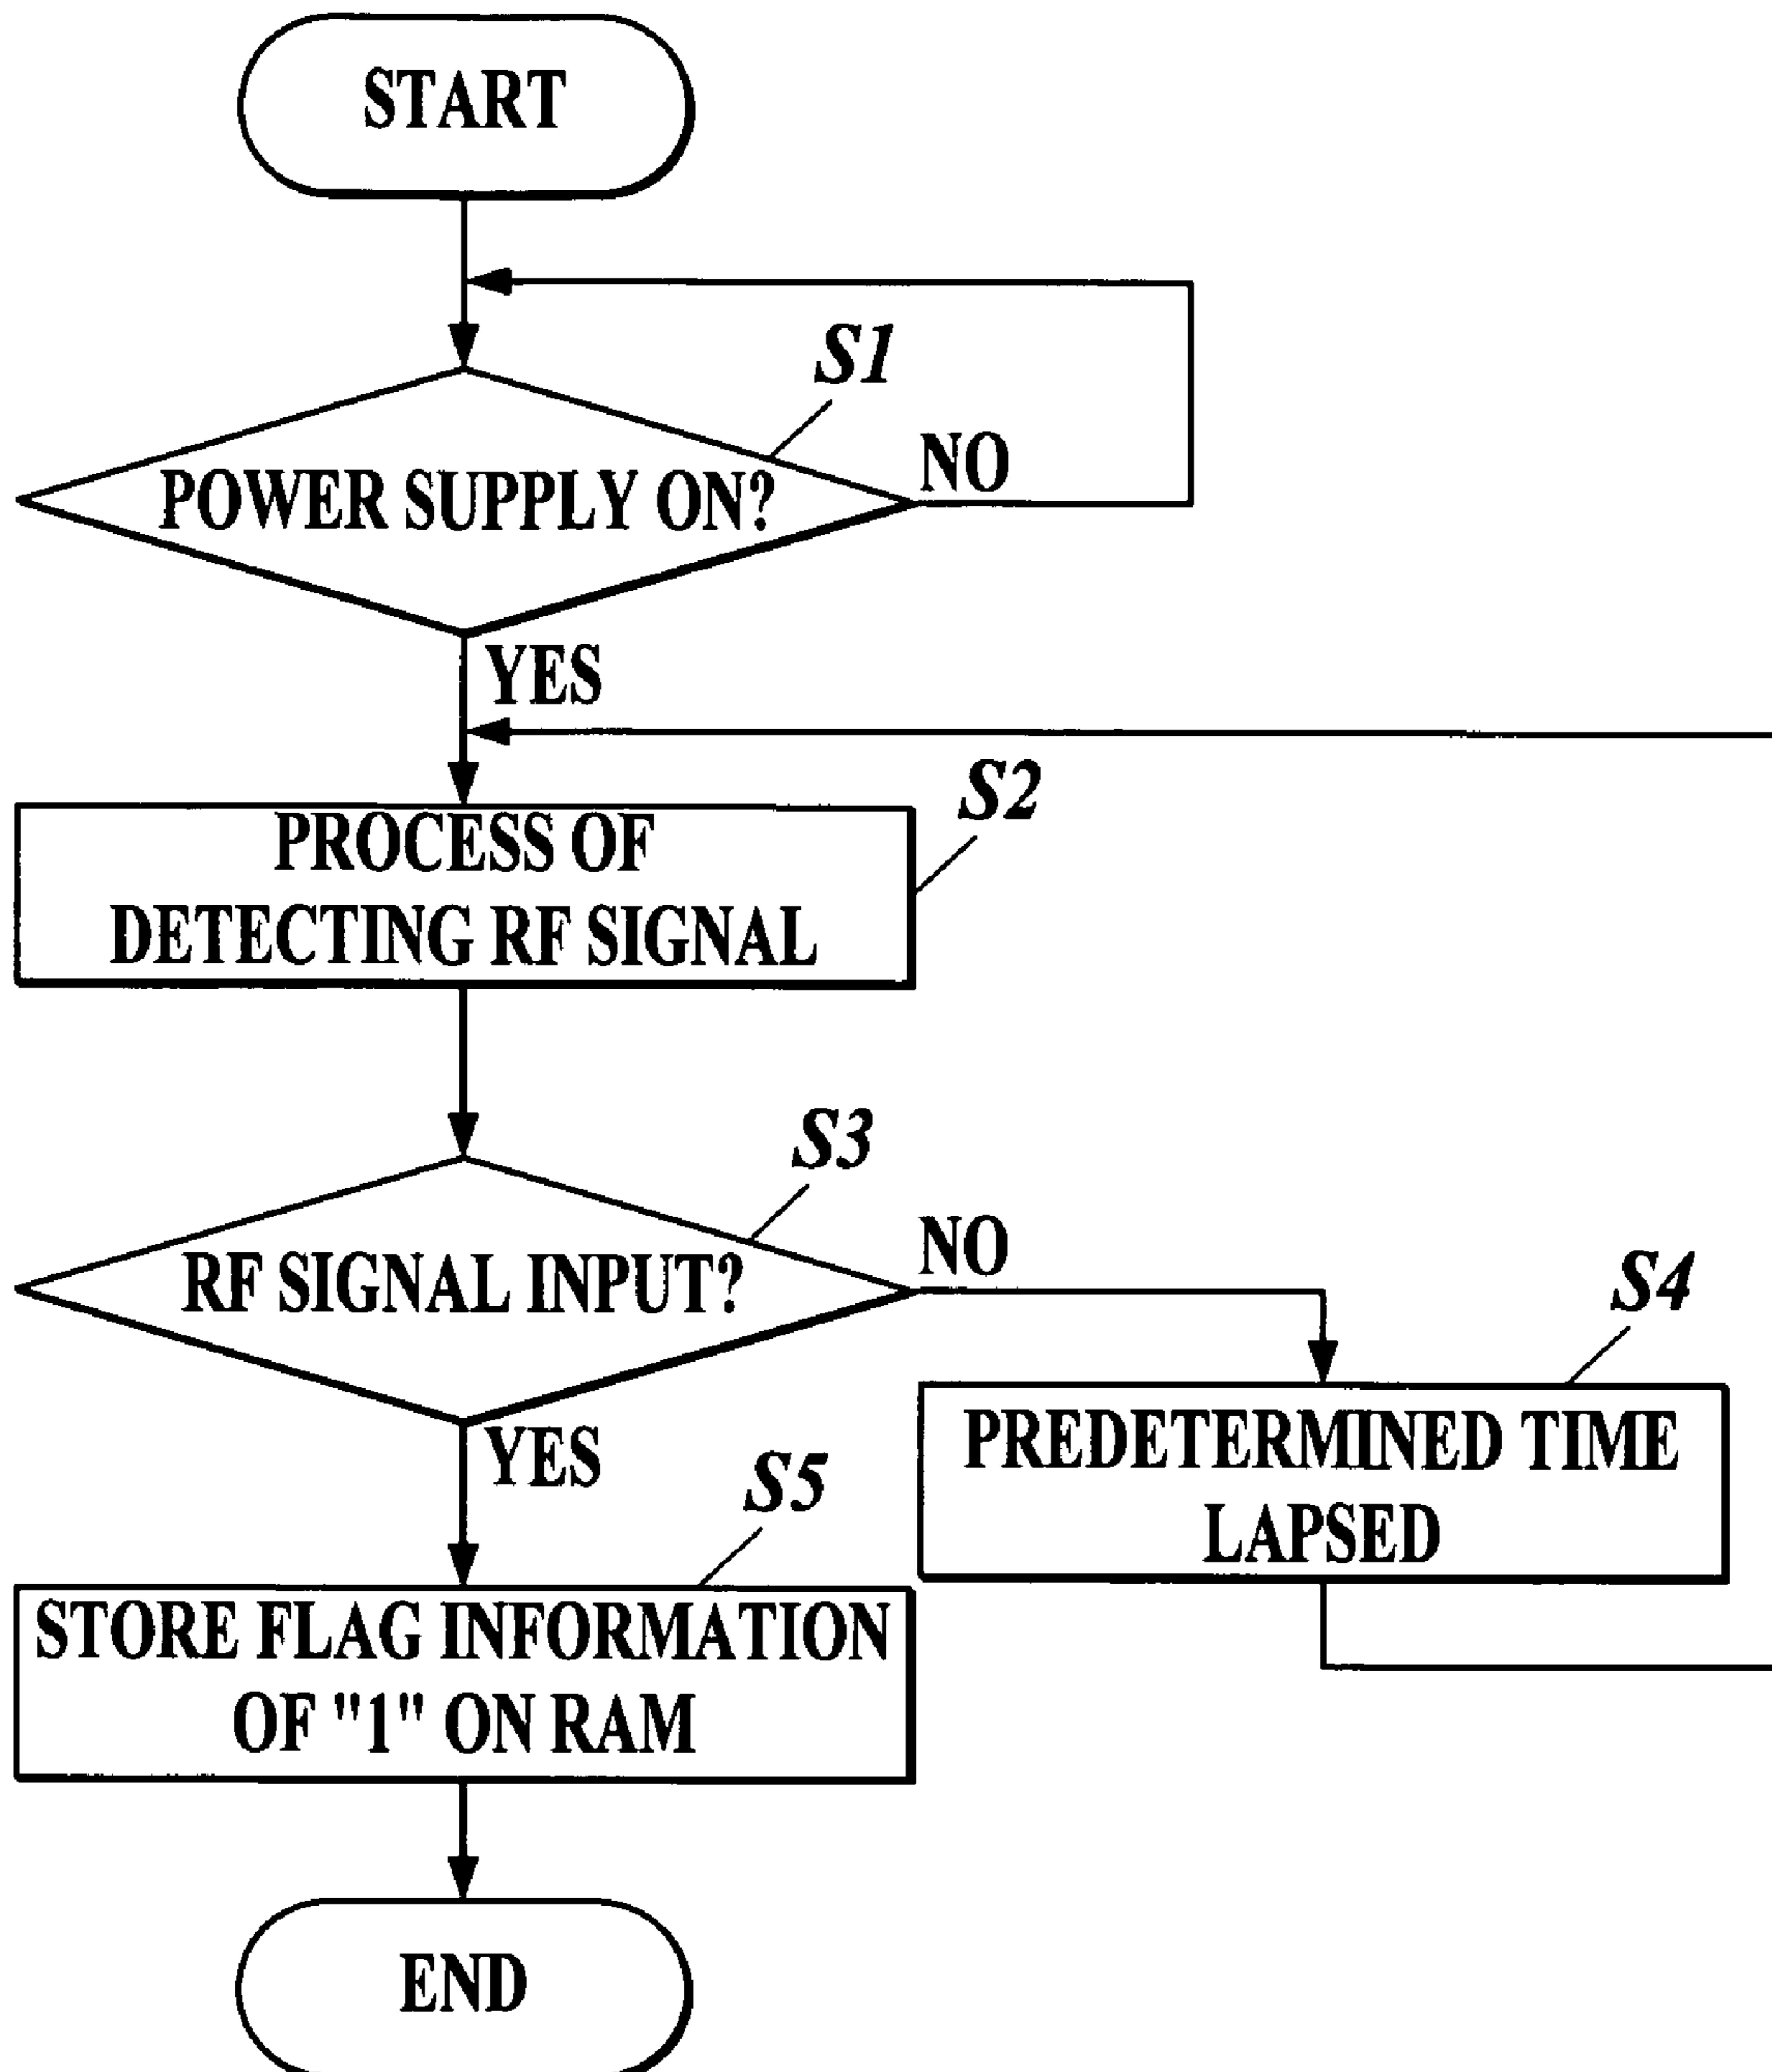 START
S1
POWER SUPPLY ON?
NO
YES
S2
PROCESS OF
DETECTING RF SIGNAL
S3
RF SIGNAL INPUT?
NO
S4
PREDETERMINED TIME
LAPSED
YES
S5
STORE FLAG INFORMATION
OF "1" ON RAM
END